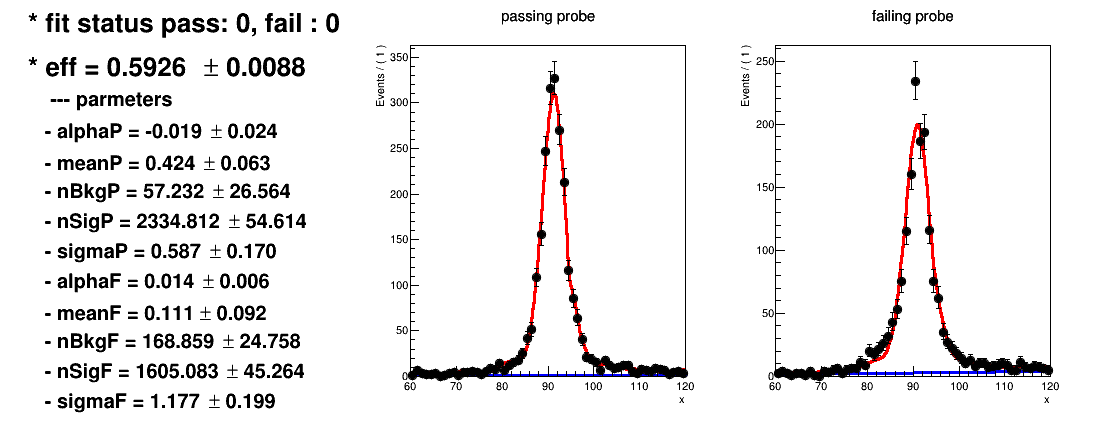 * fit status pass: 0, fail : 0
* eff = 0.5926 ± 0.0088
--- parmeters
- alphaP = -0.019 ± 0.024
- meanP = 0.424 ± 0.063
- nBkgP = 57.232 ± 26.564
- nSigP = 2334.812 ± 54.614
- sigmaP = 0.587 ± 0.170
- alphaF = 0.014 ± 0.006
- meanF = 0.111 ± 0.092
- nBkgF = 168.859 ± 24.758
- nSigF = 1605.083 ± 45.264
- sigmaF = 1.177 ± 0.199
passing probe
Events / ( 1 )
350
300
250
200
150
100
50
0
60 70 80 90 100 110 120
x
failing probe
Events / ( 1 )
250
200
150
100
50
0
60 70 80 90 100 110 120
x